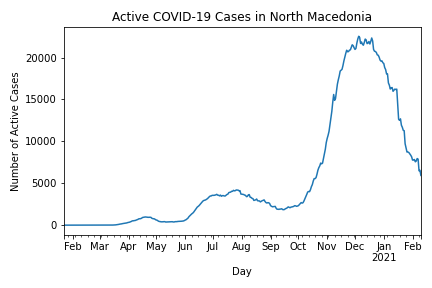 Active COVID-19 Cases in North Macedonia
Number of Active Cases
20000
15000
10000
5000
0
Feb Mar Apr May Jun Jul Aug Sep Oct Nov Dec Jan Feb
2021
Day